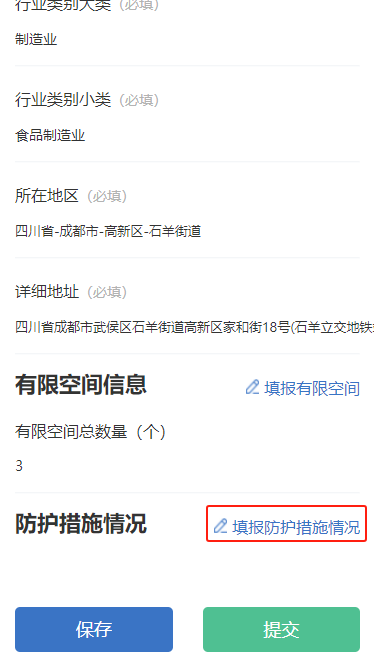 行业类别大类（必填）
制造业
行业类别小类（必填）
食品制造业
所在地区（必填）
四川省-成都市-高新区-石羊街道
详细地址（必填）
四川省成都市武侯区石羊街道高新区家和街18号(石羊立交地铁
有限空间信息
填报有限空间
有限空间总数量（个）
3
防护措施情况
填报防护措施情况
保存
提交